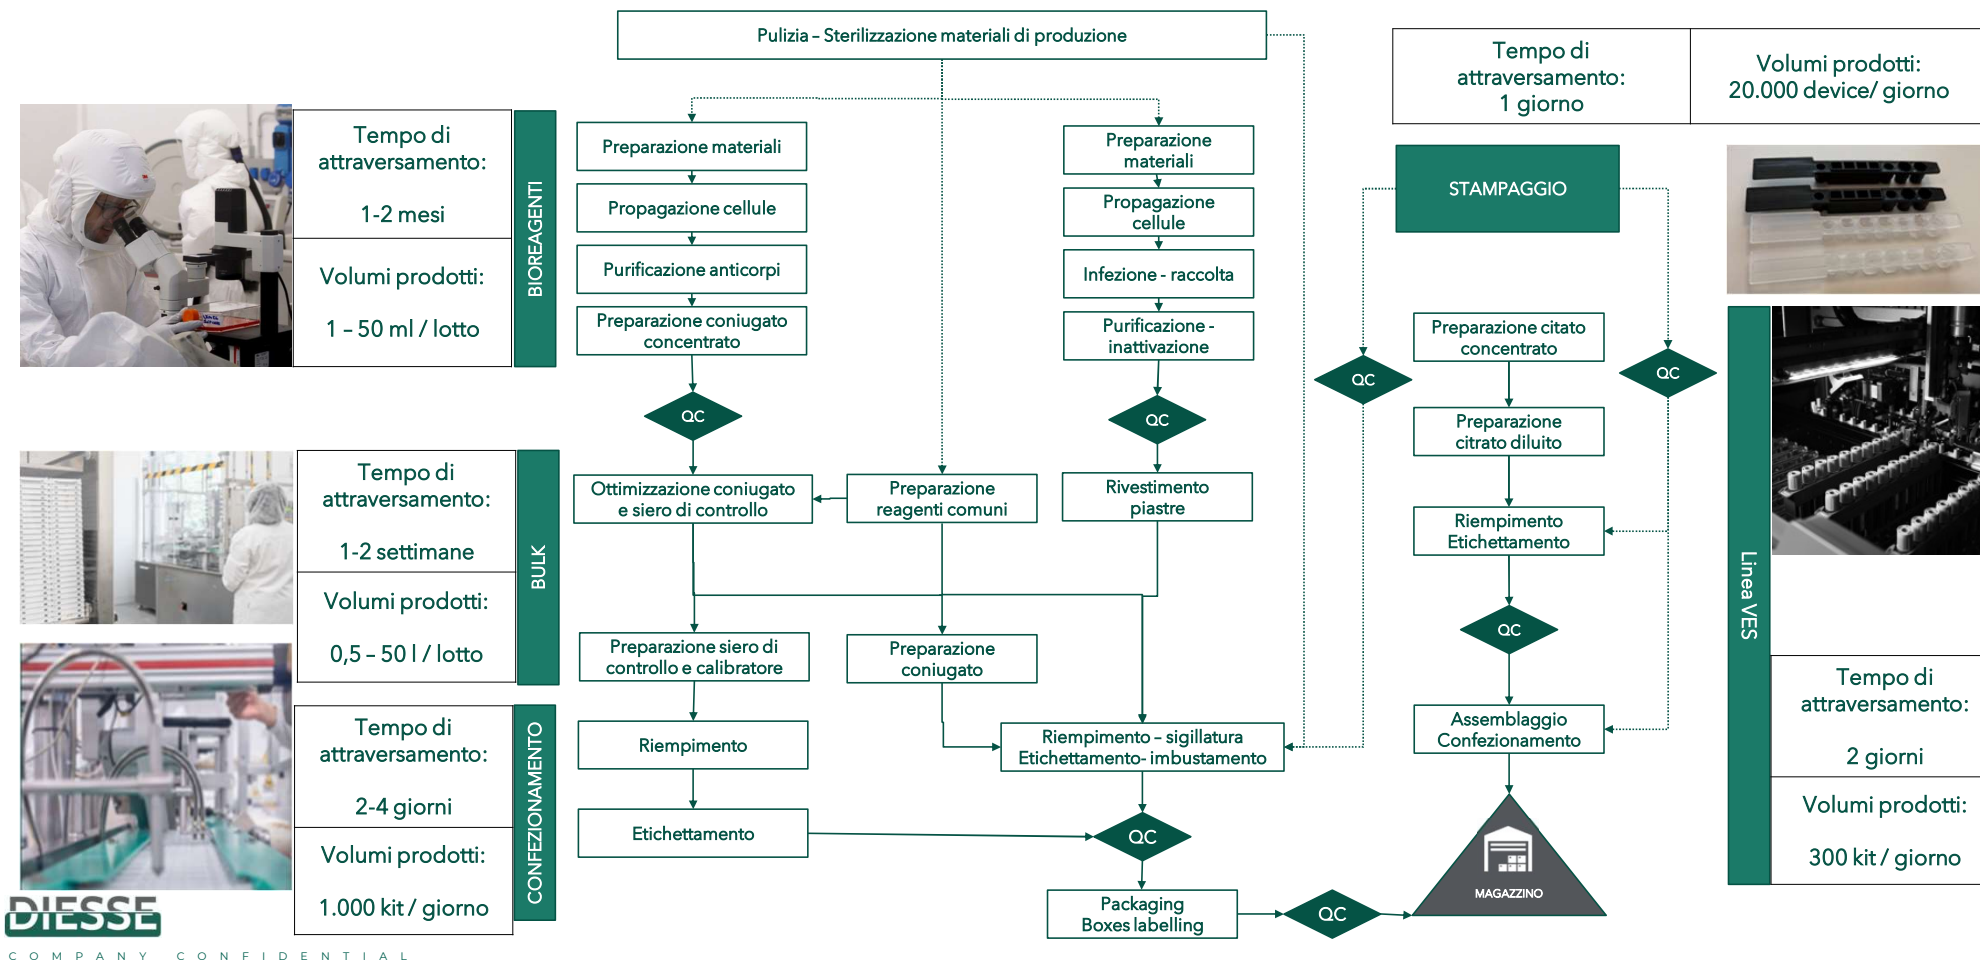 Pulizia – Sterilizzazione materiali di produzione
Tempo di
attraversamento:
1 giorno
Volumi prodotti:
20.000 device/ giorno
Tempo di
attraversamento:
1-2 mesi
Volumi prodotti:
1 – 50 ml / lotto
BIOREAGENTI
Preparazione materiali
Propagazione cellule
Purificazione anticorpi
Preparazione coniugato
concentrato
QC
Preparazione
materiali
Propagazione
cellule
Infezione - raccolta
Purificazione -
inattivazione
QC
STAMPAGGIO
QC
QC
Preparazione citato
concentrato
Preparazione
citrato diluito
Riempimento
Etichettamento
QC
Assemblaggio
Confezionamento
MAGAZZINO
Tempo di
attraversamento:
1-2 settimane
Volumi prodotti:
0,5 – 50 l / lotto
BULK
Ottimizzazione coniugato
e siero di controllo
Preparazione
reagenti comuni
Rivestimento
piastre
Preparazione siero di
controllo e calibratore
Preparazione
coniugato
Tempo di
attraversamento:
2-4 giorni
Volumi prodotti:
1.000 kit / giorno
CONFEZIONAMENTO
Riempimento
Etichettamento
Riempimento – sigillatura
Etichettamento- imbustamento
QC
Packaging
Boxes labelling
QC
Linea VES
Tempo di
attraversamento:
2 giorni
Volumi prodotti:
300 kit / giorno
DIESSE
COMPANY CONFIDENTIAL